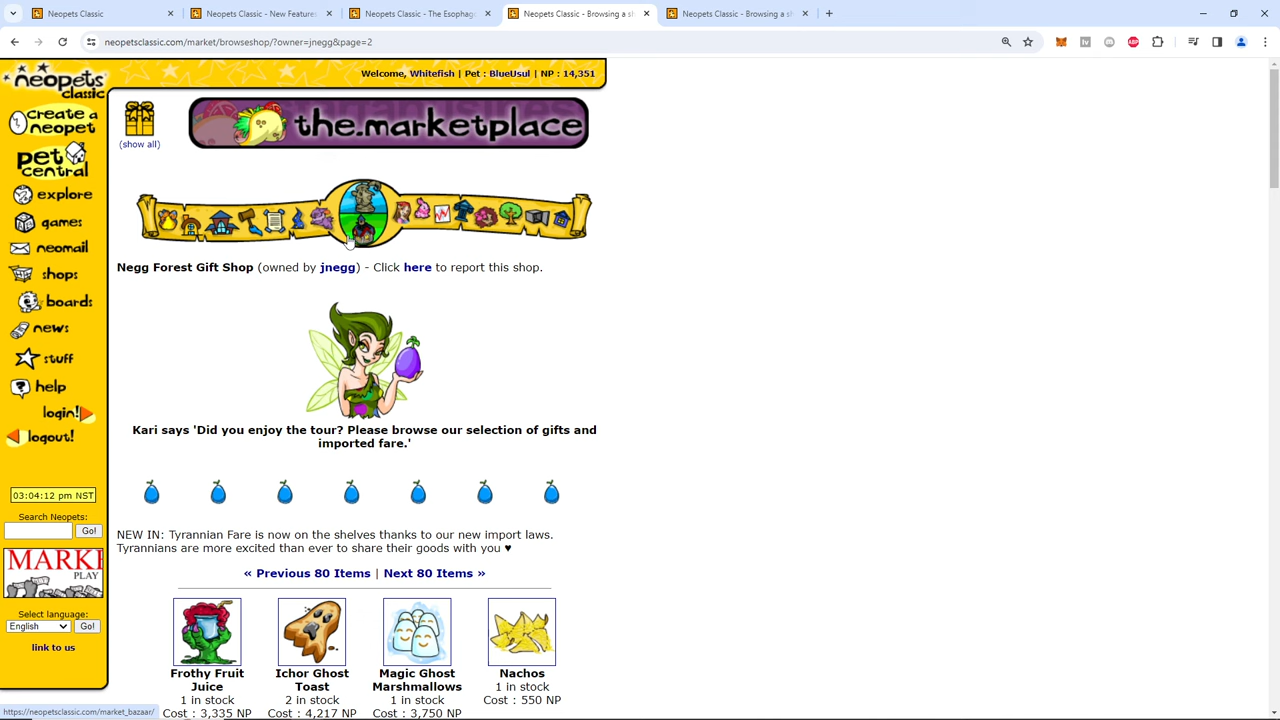 Neopets Classic
Neopets Classic - New Features
Neopets Classic - The Esophag
Neopets Classic - Browsing a sh
Neopets Classic - Browsing a sh
neopetsclassic.com/market/browseshop/?owner=jnegg&page=2
neopets
classic
Welcome, Whitefish | Pet : BlueUsul | NP : 14,351
create a
neopet
pet
central
explore
games
neomail
shops
boards
news
stuff
help
login!
logout!
03:04:12 pm NST
Search Neopets:
Go!
MARK
PLAY
Select language:
English
Go!
link to us
(show all)
the.marketplace
Negg Forest Gift Shop (owned by jnegg) - Click here to report this shop.
Kari says 'Did you enjoy the tour? Please browse our selection of gifts and
imported fare.'
NEW IN: Tyrannian Fare is now on the shelves thanks to our new import laws.
Tyrannians are more excited than ever to share their goods with you ♥
« Previous 80 Items | Next 80 Items »
Frothy Fruit
Juice
1 in stock
Cost : 3,335 NP
Ichor Ghost
Toast
2 in stock
Cost : 4,217 NP
Magic Ghost
Marshmallows
1 in stock
Cost : 3,750 NP
Nachos
1 in stock
Cost : 550 NP
https://neopetsclassic.com/market_bazaar/